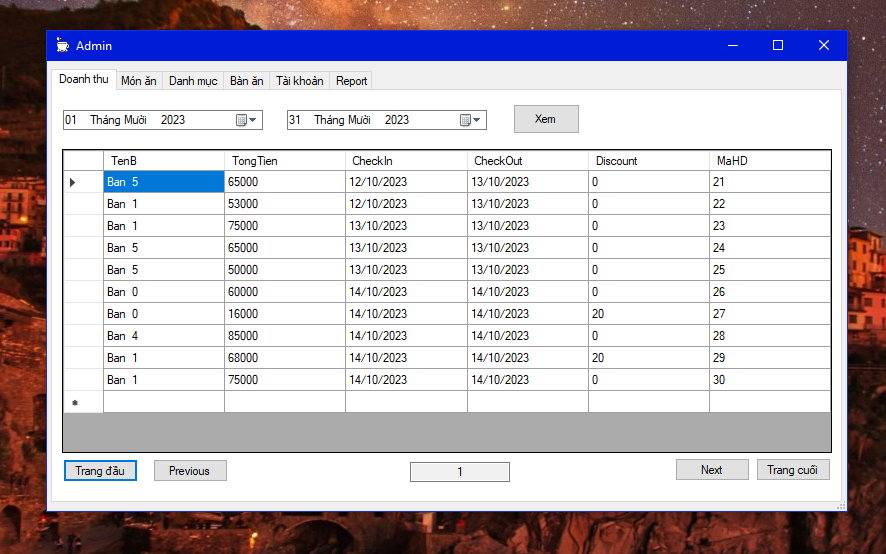 Admin
Doanh thu Món ăn Danh mục Bàn ăn Tài khoản Report
01 Tháng Mười 2023 31 Tháng Mười 2023 Xem
TenB TongTien CheckIn CheckOut Discount MaHD
Ban 5 65000 12/10/2023 13/10/2023 0 21
Ban 1 53000 12/10/2023 13/10/2023 0 22
Ban 1 75000 13/10/2023 13/10/2023 0 23
Ban 5 65000 13/10/2023 13/10/2023 0 24
Ban 5 50000 13/10/2023 13/10/2023 0 25
Ban 0 60000 14/10/2023 14/10/2023 0 26
Ban 0 16000 14/10/2023 14/10/2023 20 27
Ban 4 85000 14/10/2023 14/10/2023 0 28
Ban 1 68000 14/10/2023 14/10/2023 20 29
Ban 1 75000 14/10/2023 14/10/2023 0 30
Trang đầu Previous 1 Next Trang cuối